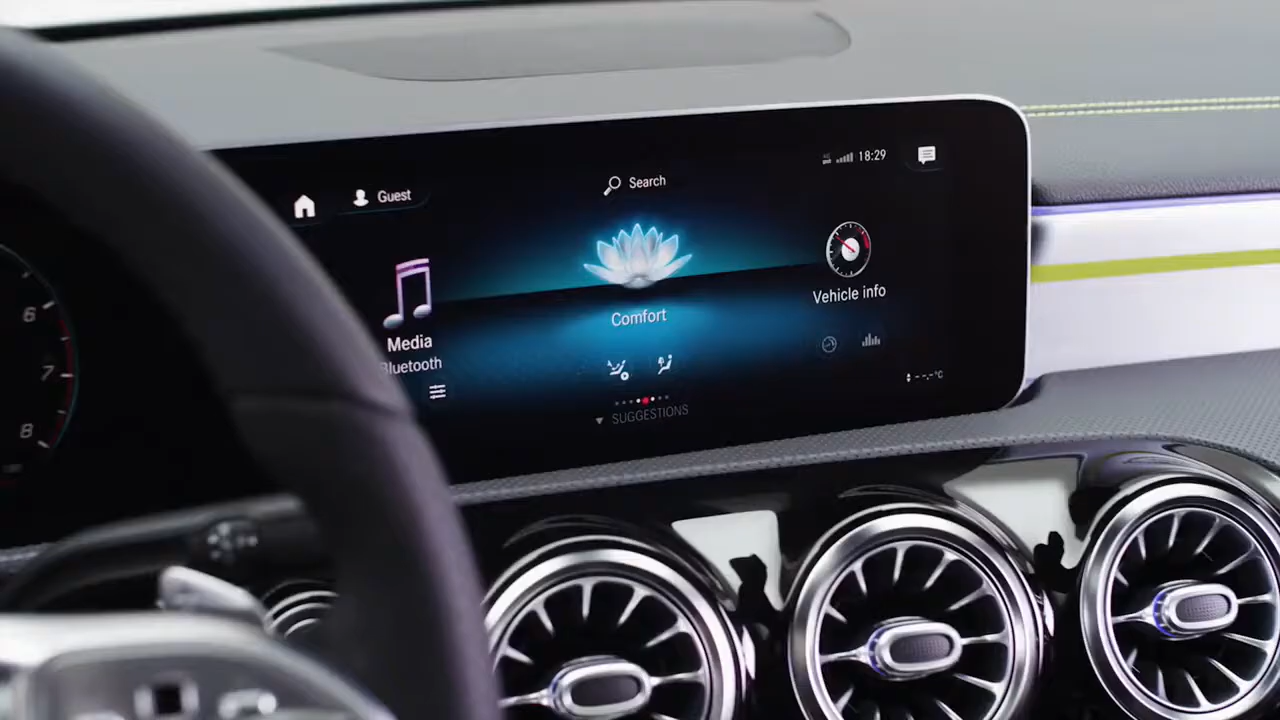 Guest
Search
18:29
Media
Bluetooth
Comfort
Vehicle info
SUGGESTIONS
--,-°C
6
7
8